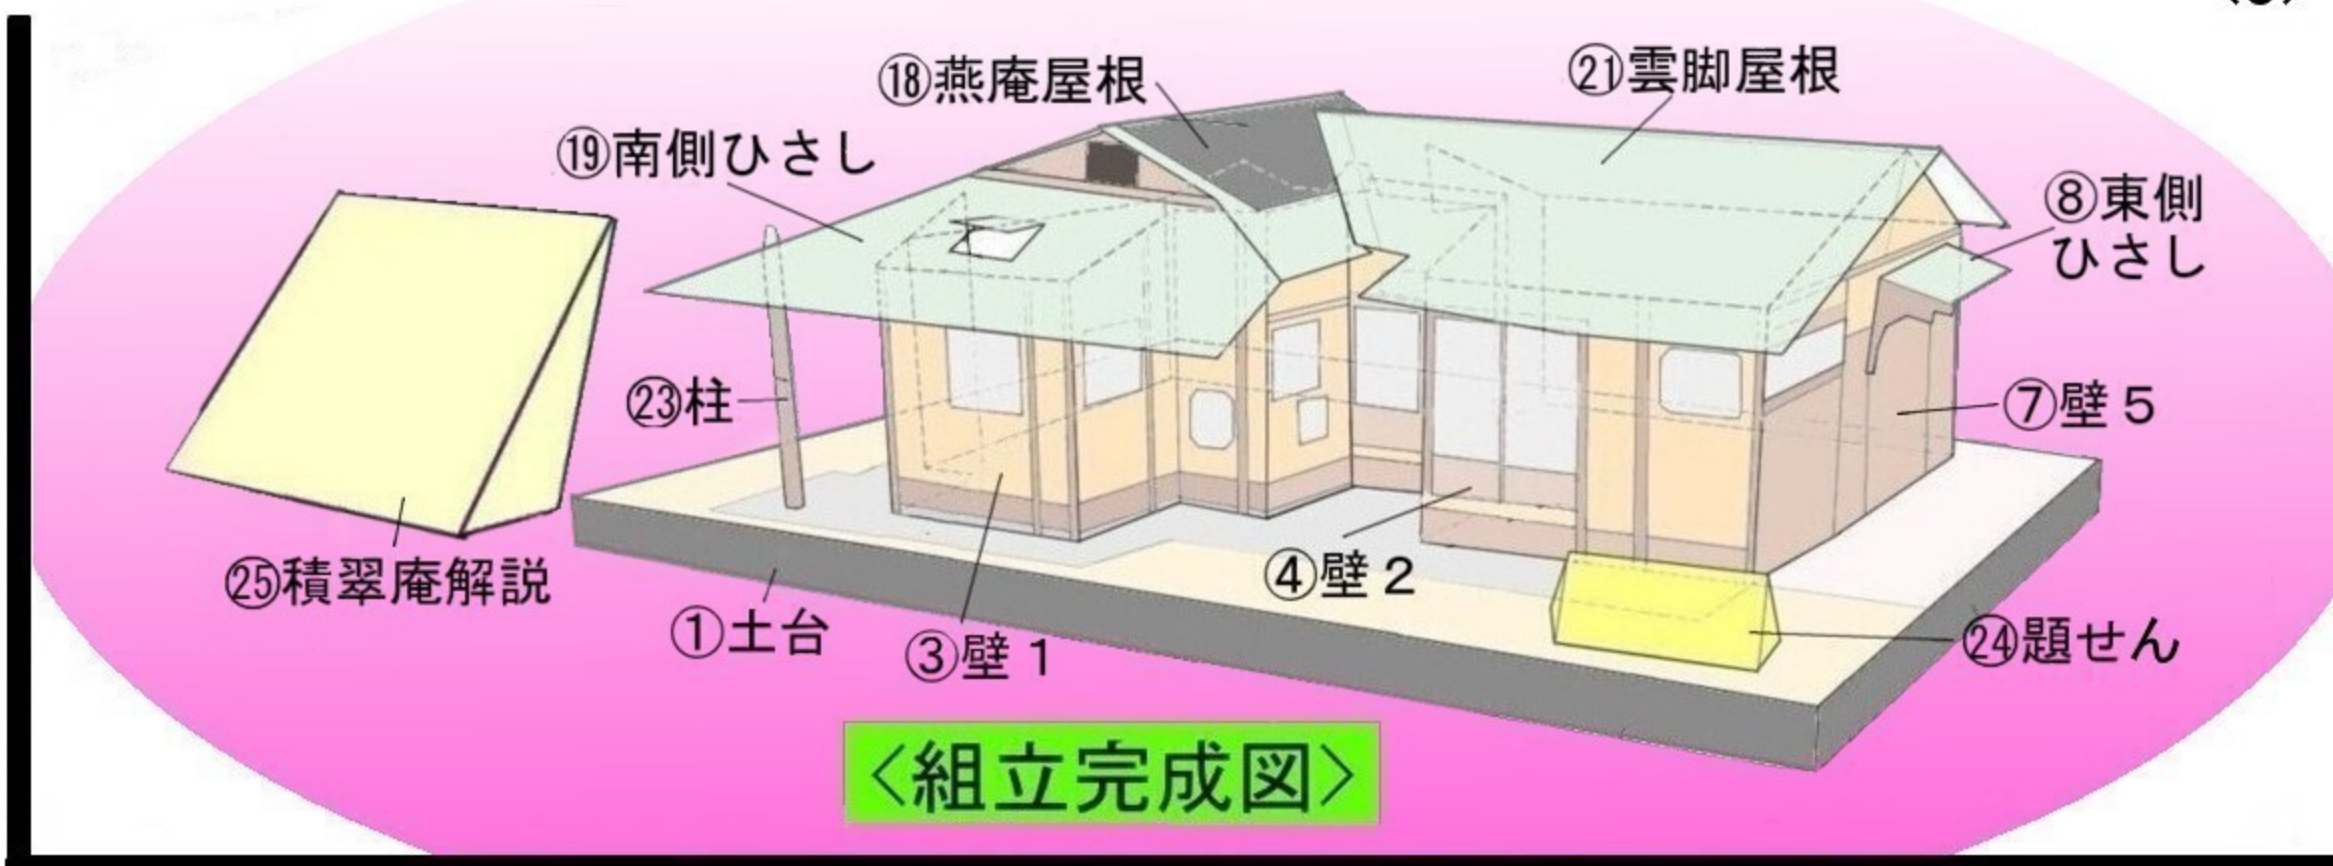 ⑱燕庵屋根
㉑雲脚屋根
⑲南側ひさし
⑧東側
ひさし
㉓柱
⑦壁5
㉕積翠庵解説
④壁2
①土台
③壁1
㉔題せん
<組立完成図>